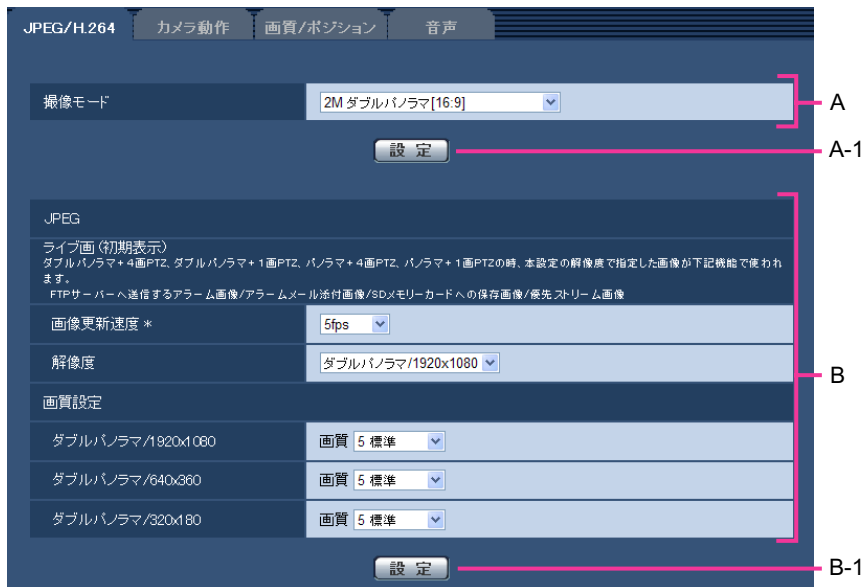 JPEG/H.264 カメラ動作 画質/ポジション 音声
撮像モード 2M ダブルパノラマ[16:9] A
設定 A-1
JPEG
ライブ画(初期表示)
ダブルパノラマ+4画PTZ、ダブルパノラマ+1画PTZ、パノラマ+4画PTZ、パノラマ+1画PTZの時、本設定の解像度で指定した画像が下記機能で使われ
ます。
FTPサーバーへ送信するアラーム画像/アラームメール添付画像/SDメモリーカードへの保存画像/優先ストリーム画像
画像更新速度 * 5fps
解像度 ダブルパノラマ/1920x1080
B
画質設定
ダブルパノラマ/1920x1080 画質 5 標準
ダブルパノラマ/640x360 画質 5 標準
ダブルパノラマ/320x180 画質 5 標準
設定 B-1